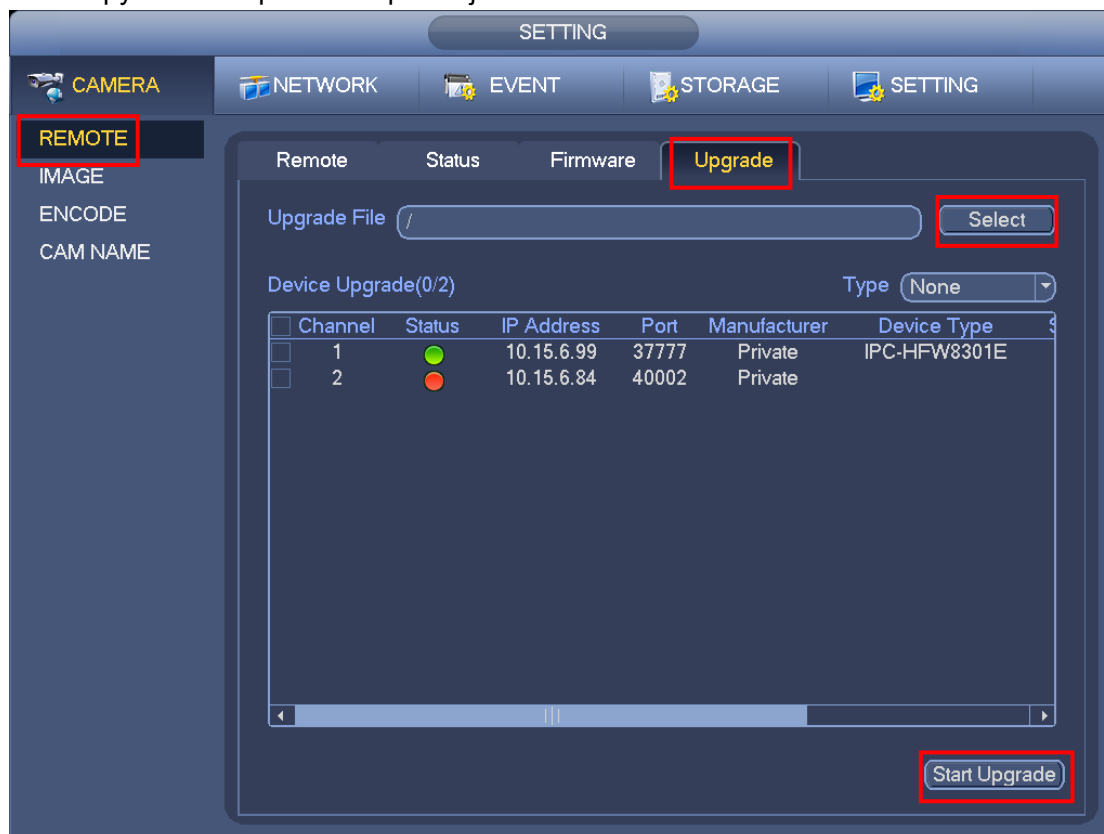 SETTING
CAMERA NETWORK EVENT STORAGE SETTING
REMOTE
IMAGE
ENCODE
CAM NAME
Remote Status Firmware Upgrade
Upgrade File / Select
Device Upgrade(0/2) Type None
Channel Status IP Address Port Manufacturer Device Type
1 10.15.6.99 37777 Private IPC-HFW8301E
2 10.15.6.84 40002 Private
Start Upgrade